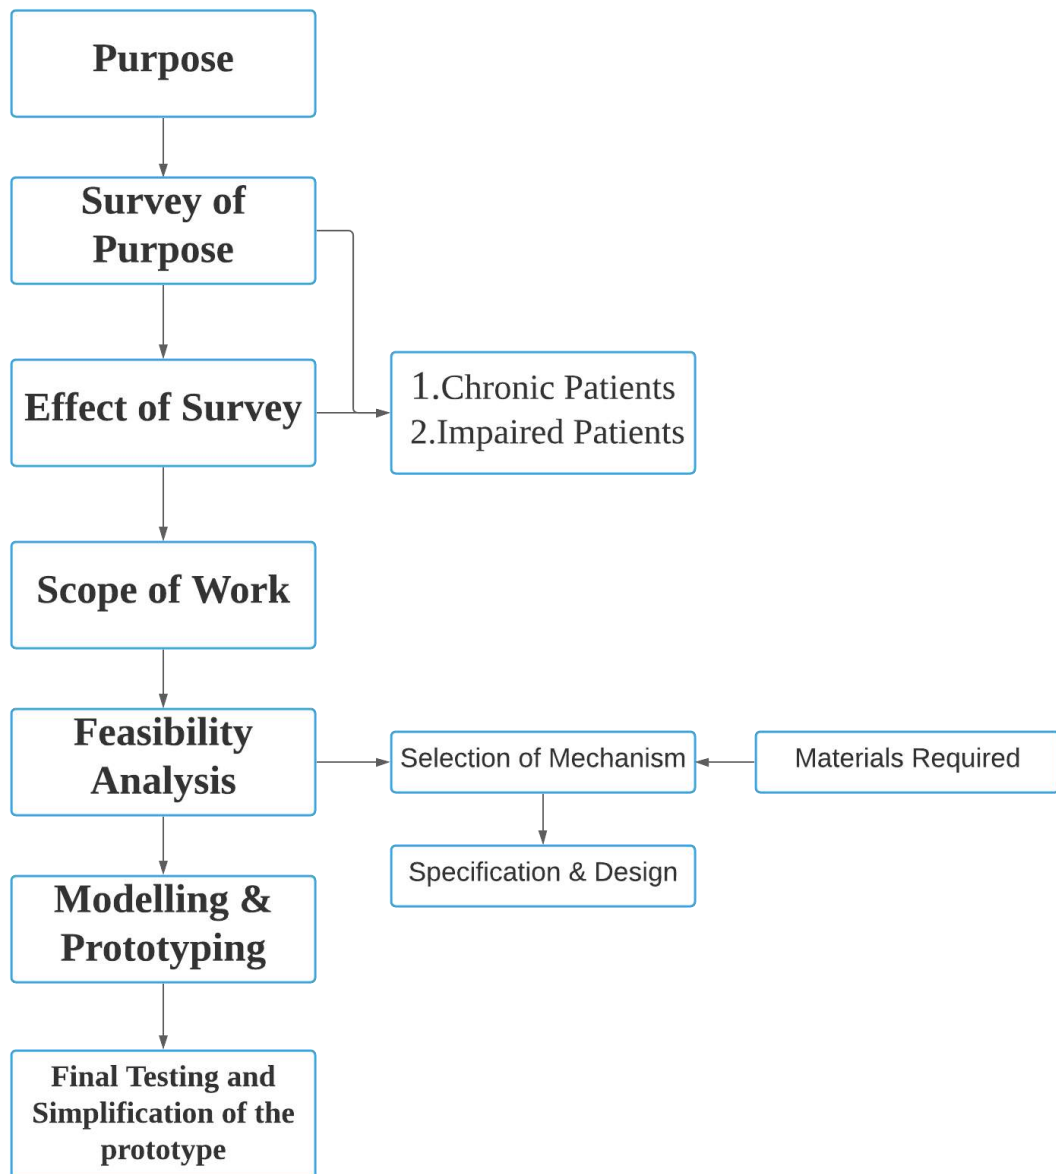 Purpose
Survey of
Purpose
Effect of Survey
1.Chronic Patients
2.Impaired Patients
Scope of Work
Feasibility
Analysis
Selection of Mechanism
Materials Required
Specification & Design
Modelling &
Prototyping
Final Testing and
Simplification of the
prototype